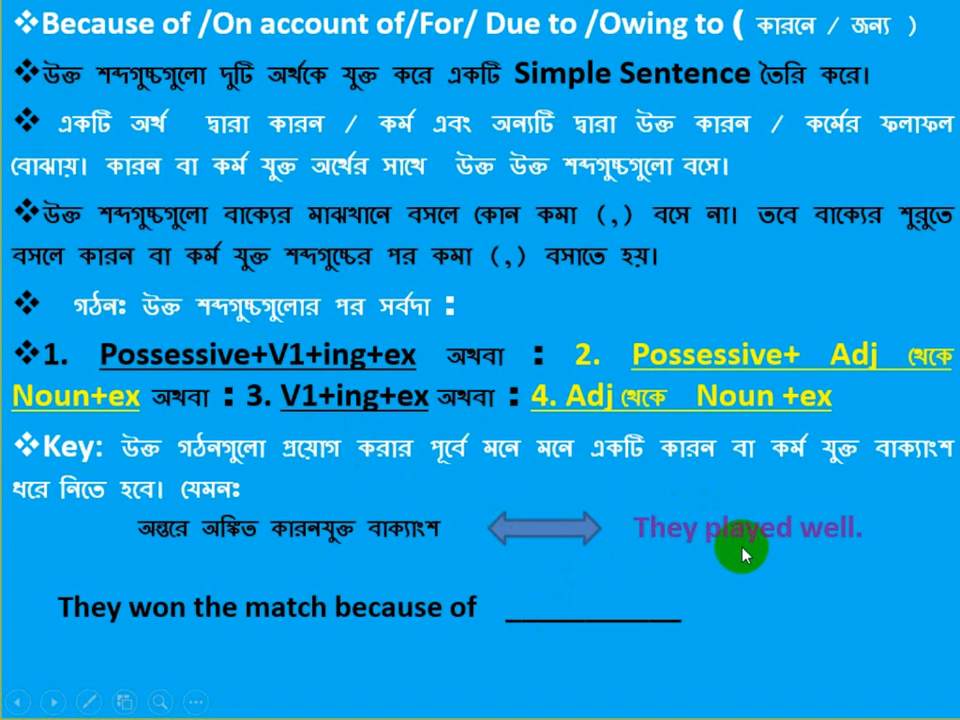 ❖Because of /On account of/For/ Due to /Owing to ( কারনে / জন্য )
❖উক্ত শব্দগুচ্ছগুলো দুটি অর্থকে যুক্ত করে একটি Simple Sentence তৈরি করে।
❖ একটি অর্থ দ্বারা কারন / কর্ম এবং অন্যটি দ্বারা উক্ত কারন / কর্মের ফলাফল
বোঝায়। কারন বা কর্ম যুক্ত অর্থের সাথে উক্ত উক্ত শব্দগুচ্ছগুলো বসে।
❖উক্ত শব্দগুচ্ছগুলো বাক্যের মাঝখানে বসলে কোন কমা (,) বসে না। তবে বাক্যের শুরুতে
বসলে কারন বা কর্ম যুক্ত শব্দগুচ্ছের পর কমা (,) বসাতে হয়।
❖ গঠনঃ উক্ত শব্দগুচ্ছগুলোর পর সর্বদা :
❖1. Possessive+V1+ing+ex অথবা : 2. Possessive+ Adj থেকে
Noun+ex অথবা : 3. V1+ing+ex অথবা : 4. Adj থেকে Noun +ex
❖Key: উক্ত গঠনগুলো প্রয়োগ করার পূর্বে মনে মনে একটি কারন বা কর্ম যুক্ত বাক্যাংশ
ধরে নিতে হবে। যেমনঃ
অন্তরে অঙ্কিত কারনযুক্ত বাক্যাংশ They played well.
They won the match because of ___________